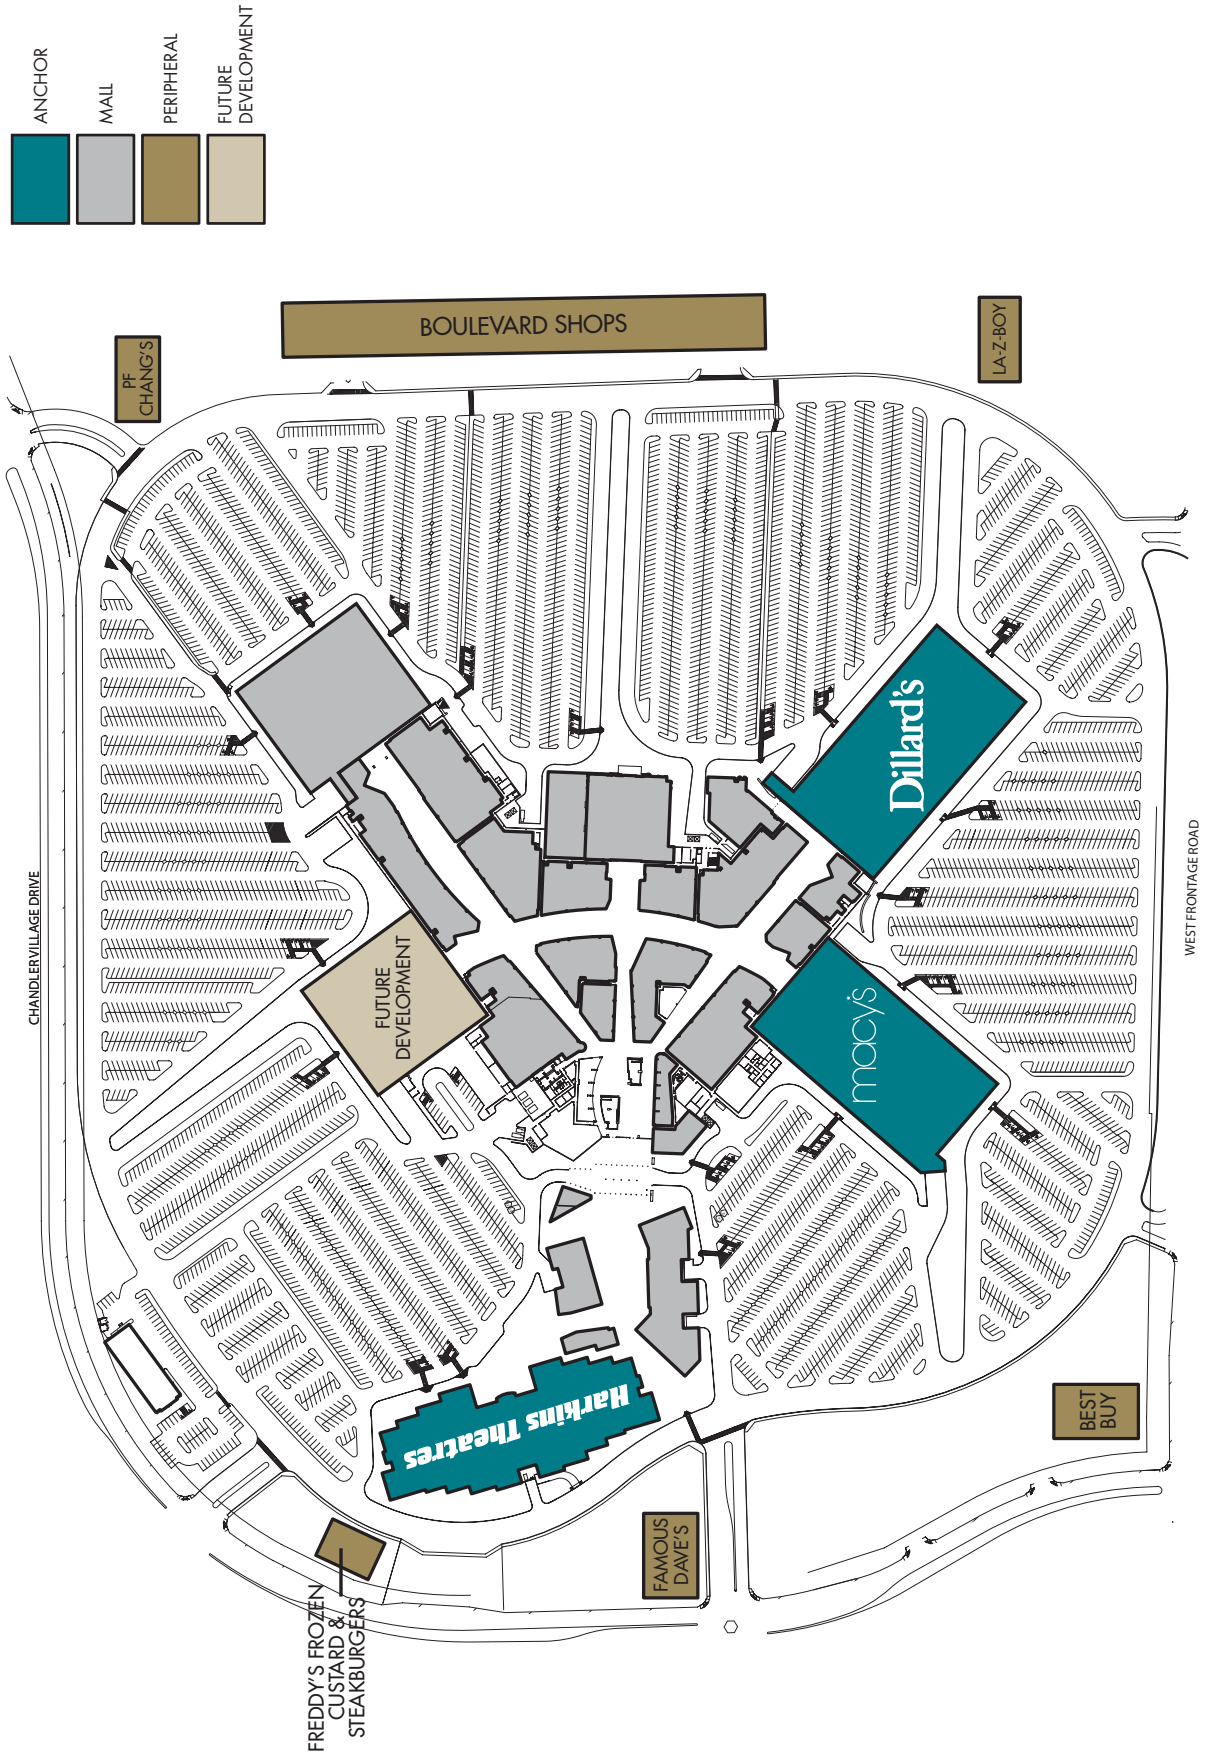 ANCHOR
MALL
PERIPHERAL
FUTURE
DEVELOPMENT
PF
CHANG'S
BOULEVARD SHOPS
LA-Z-BOY
CHANDLER VILLAGE DRIVE
WEST FRONTAGE ROAD
Dillard's
macy's
FUTURE
DEVELOPMENT
Harkins Theatres
BEST
BUY
FAMOUS
DAVE'S
FREDDY'S FROZEN
CUSTARD &
STEAKBURGERS